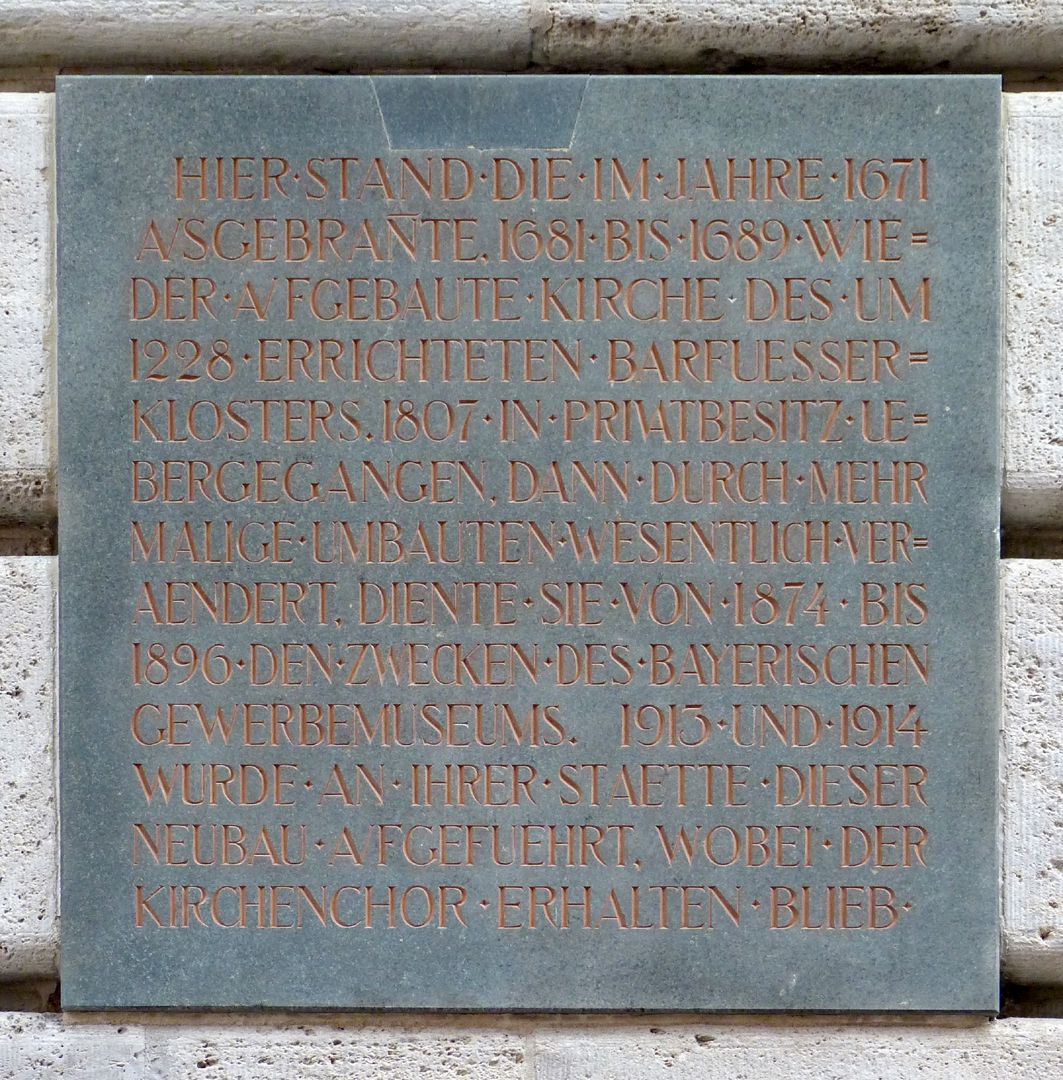 HIER·STAND·DIE·IM·JAHRE·1671
AUSGEBRAN̄TE, 1681·BIS·1689·WIE=
DER·AUFGEBAUTE·KIRCHE·DES·UM
1228·ERRICHTETEN·BARFUESSER=
KLOSTERS. 1807·IN·PRIVATBESITZ·UE=
BERGEGANGEN, DANN·DURCH·MEHR
MALIGE·UMBAUTEN·WESENTLICH·VER=
AENDERT, DIENTE·SIE·VON·1874·BIS
1896·DEN·ZWECKEN·DES·BAYERISCHEN
GEWERBEMUSEUMS. 1913·UND·1914
WURDE·AN·IHRER·STAETTE·DIESER
NEUBAU·AUFGEFUEHRT, WOBEI·DER
KIRCHENCHOR·ERHALTEN·BLIEB·